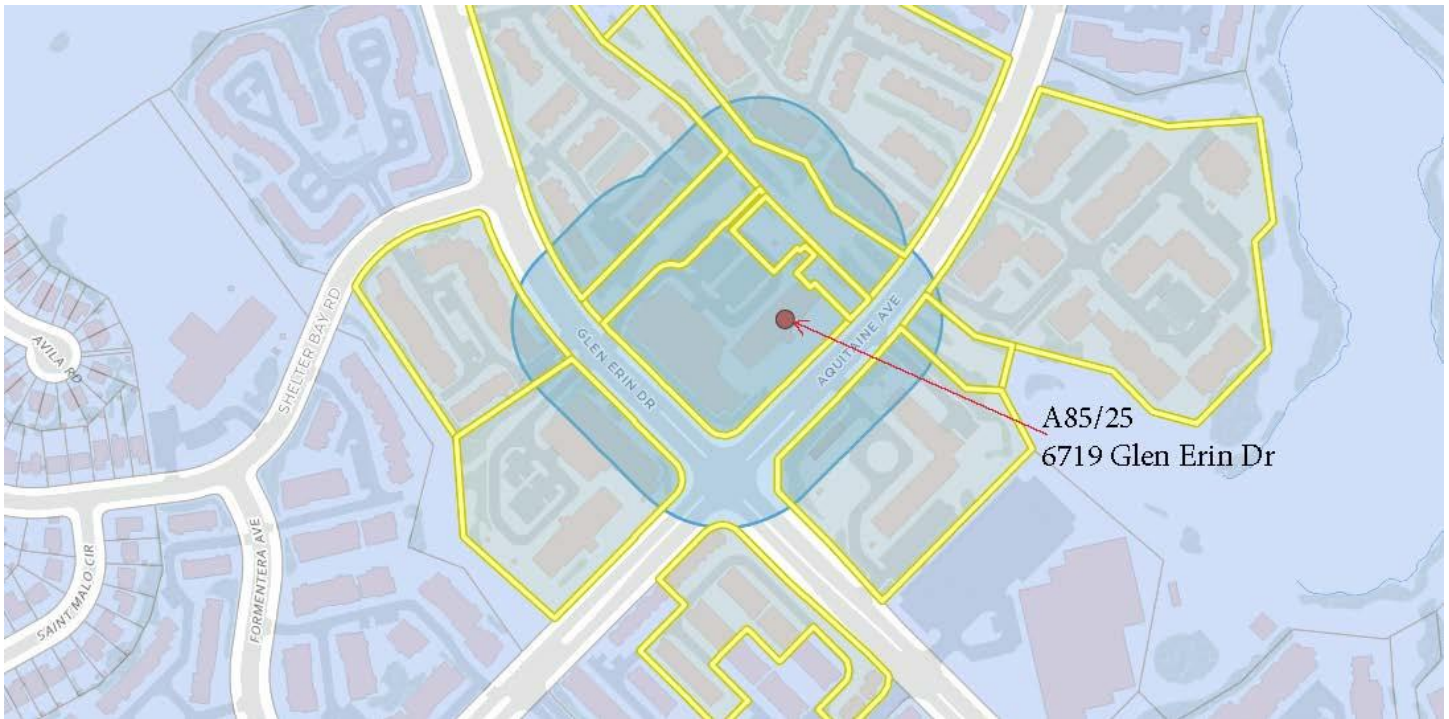 AVILA RD
SHELTER BAY RD
GLEN ERIN DR
AQUITAINE AVE
A85/25
6719 Glen Erin Dr
SAINT MALO CIR
FORMENTERA AVE